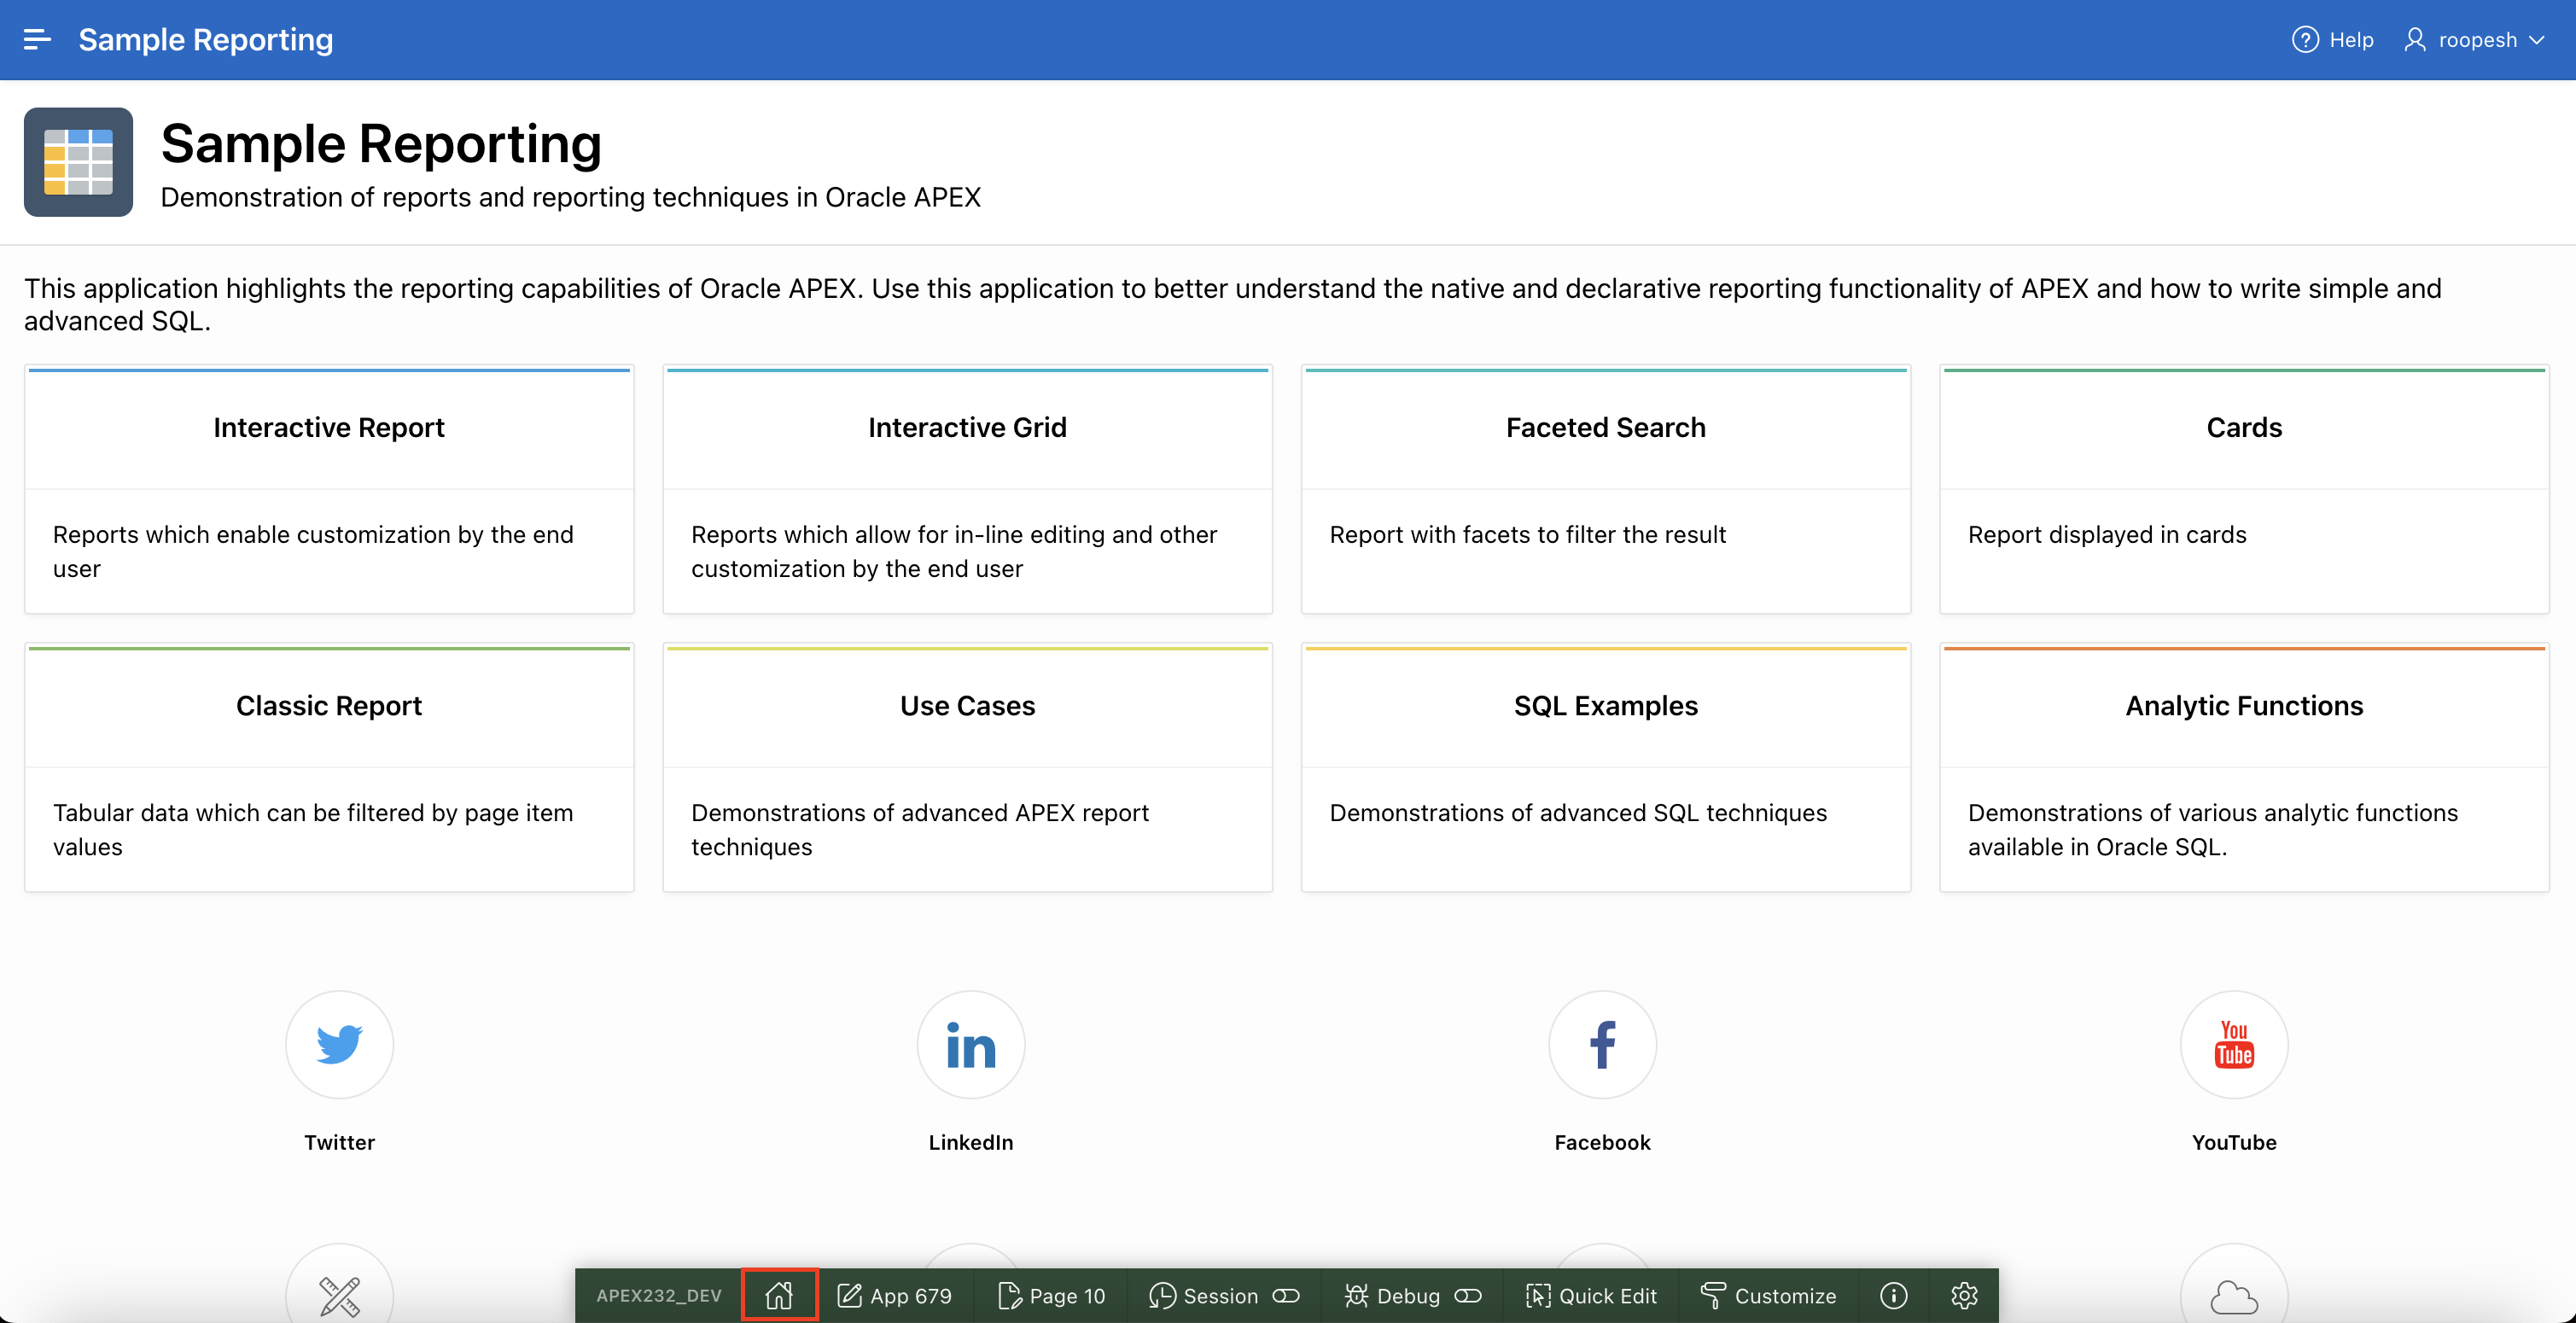 Sample Reporting
Help
roopesh
Sample Reporting
Demonstration of reports and reporting techniques in Oracle APEX
This application highlights the reporting capabilities of Oracle APEX. Use this application to better understand the native and declarative reporting functionality of APEX and how to write simple and
advanced SQL.
Interactive Report
Reports which enable customization by the end
user
Interactive Grid
Reports which allow for in-line editing and other
customization by the end user
Faceted Search
Report with facets to filter the result
Cards
Report displayed in cards
Classic Report
Tabular data which can be filtered by page item
values
Use Cases
Demonstrations of advanced APEX report
techniques
SQL Examples
Demonstrations of advanced SQL techniques
Analytic Functions
Demonstrations of various analytic functions
available in Oracle SQL.
in
f
You
Tube
Twitter
LinkedIn
Facebook
YouTube
APEX232_DEV
App 679
Page 10
Session
Debug
Quick Edit
Customize